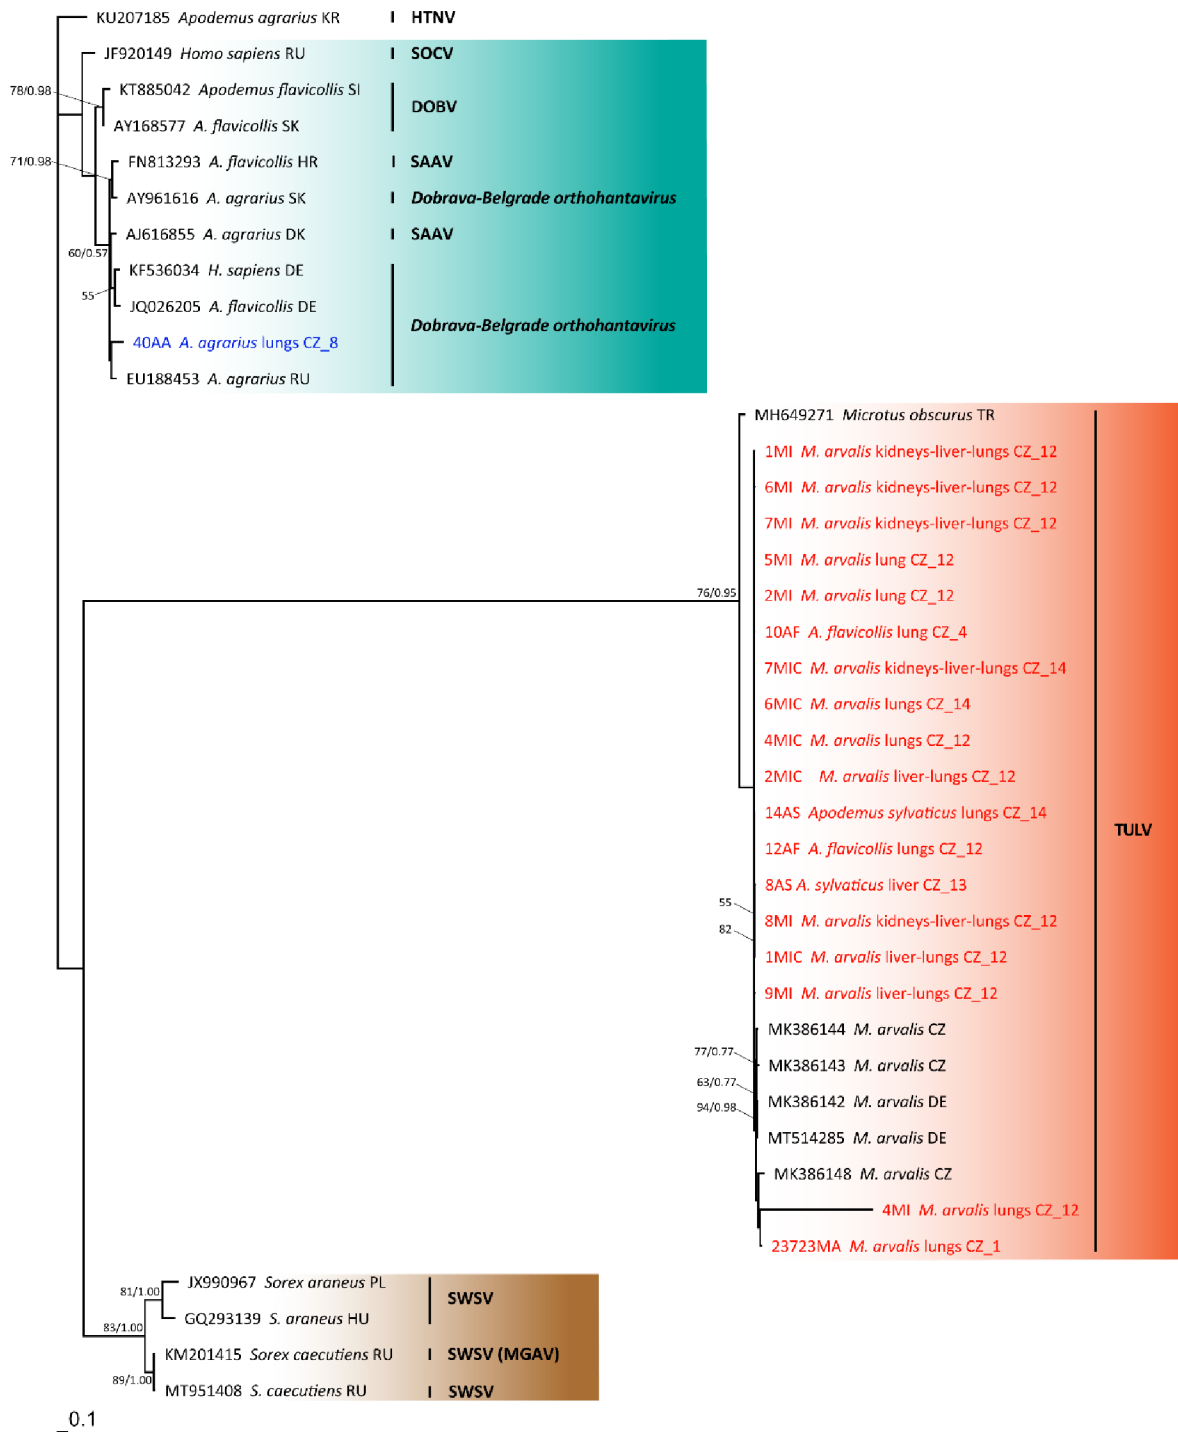 KU207185 Apodemus agrarius KR HTNV
JF920149 Homo sapiens RU SOCV
78/0.98
KT885042 Apodemus flavicollis SI
DOBV
AY168577 A. flavicollis SK
71/0.98
FN813293 A. flavicollis HR SAAV
AY961616 A. agrarius SK Dobrava-Belgrade orthohantavirus
AJ616855 A. agrarius DK SAAV
60/0.57
KF536034 H. sapiens DE
55
JQ026205 A. flavicollis DE
Dobrava-Belgrade orthohantavirus
40AA A. agrarius lungs CZ_8
EU188453 A. agrarius RU
MH649271 Microtus obscurus TR
1MI M. arvalis kidneys-liver-lungs CZ_12
6MI M. arvalis kidneys-liver-lungs CZ_12
7MI M. arvalis kidneys-liver-lungs CZ_12
5MI M. arvalis lung CZ_12
76/0.95
2MI M. arvalis lung CZ_12
10AF A. flavicollis lung CZ_4
7MIC M. arvalis kidneys-liver-lungs CZ_14
6MIC M. arvalis lungs CZ_14
4MIC M. arvalis lungs CZ_12
2MIC M. arvalis liver-lungs CZ_12
14AS Apodemus sylvaticus lungs CZ_14
TULV
12AF A. flavicollis lungs CZ_12
8AS A. sylvaticus liver CZ_13
55
8MI M. arvalis kidneys-liver-lungs CZ_12
82
1MIC M. arvalis liver-lungs CZ_12
9MI M. arvalis liver-lungs CZ_12
MK386144 M. arvalis CZ
77/0.77
MK386143 M. arvalis CZ
63/0.77
MK386142 M. arvalis DE
94/0.98
MT514285 M. arvalis DE
MK386148 M. arvalis CZ
4MI M. arvalis lungs CZ_12
23723MA M. arvalis lungs CZ_1
JX990967 Sorex araneus PL
81/1.00
SWSV
GQ293139 S. araneus HU
83/1.00
KM201415 Sorex caecutiens RU SWSV (MGAV)
89/1.00
MT951408 S. caecutiens RU SWSV
0.1